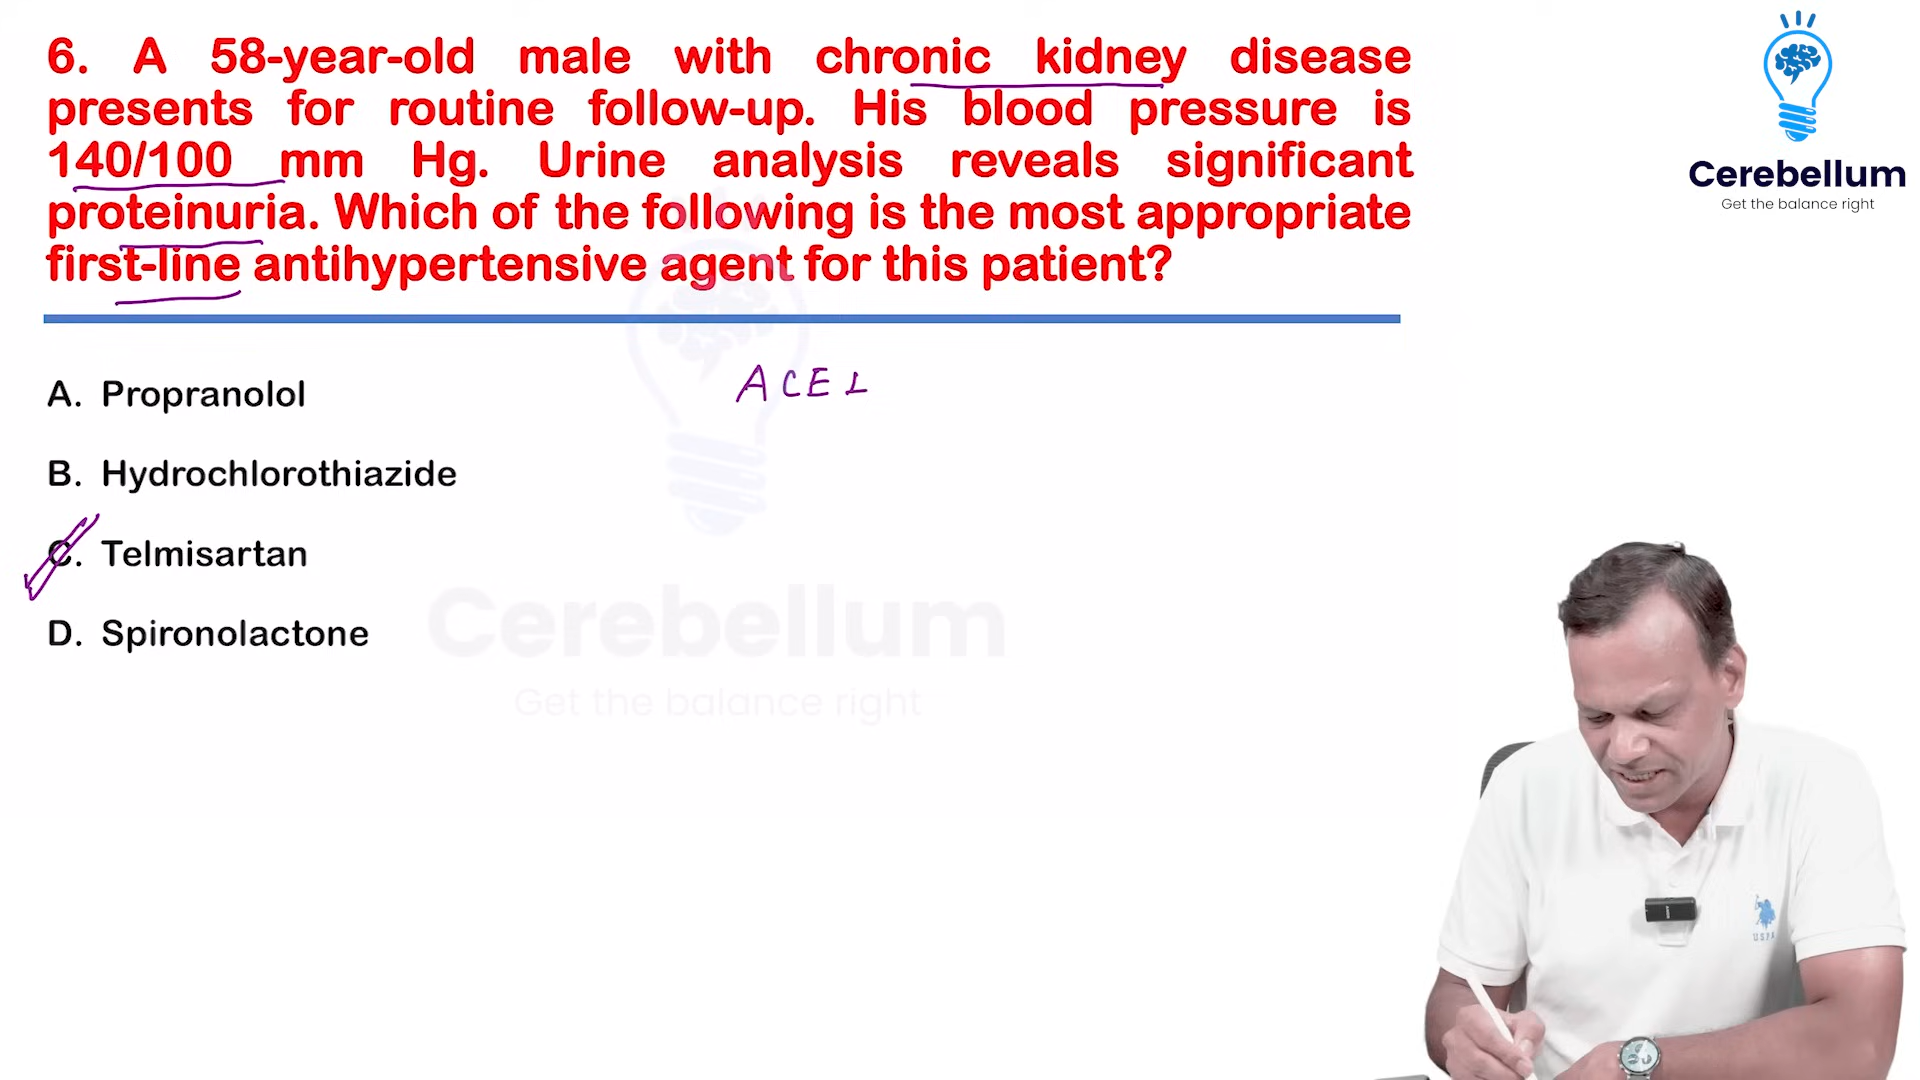 6. A 58-year-old male with chronic kidney disease
presents for routine follow-up. His blood pressure is
140/100 mm Hg. Urine analysis reveals significant
proteinuria. Which of the following is the most appropriate
first-line antihypertensive agent for this patient?
A. Propranolol
B. Hydrochlorothiazide
C. Telmisartan
D. Spironolactone
ACEI
Cerebellum
Get the balance right
Cerebellum
Get the balance right
U.S.P.A.